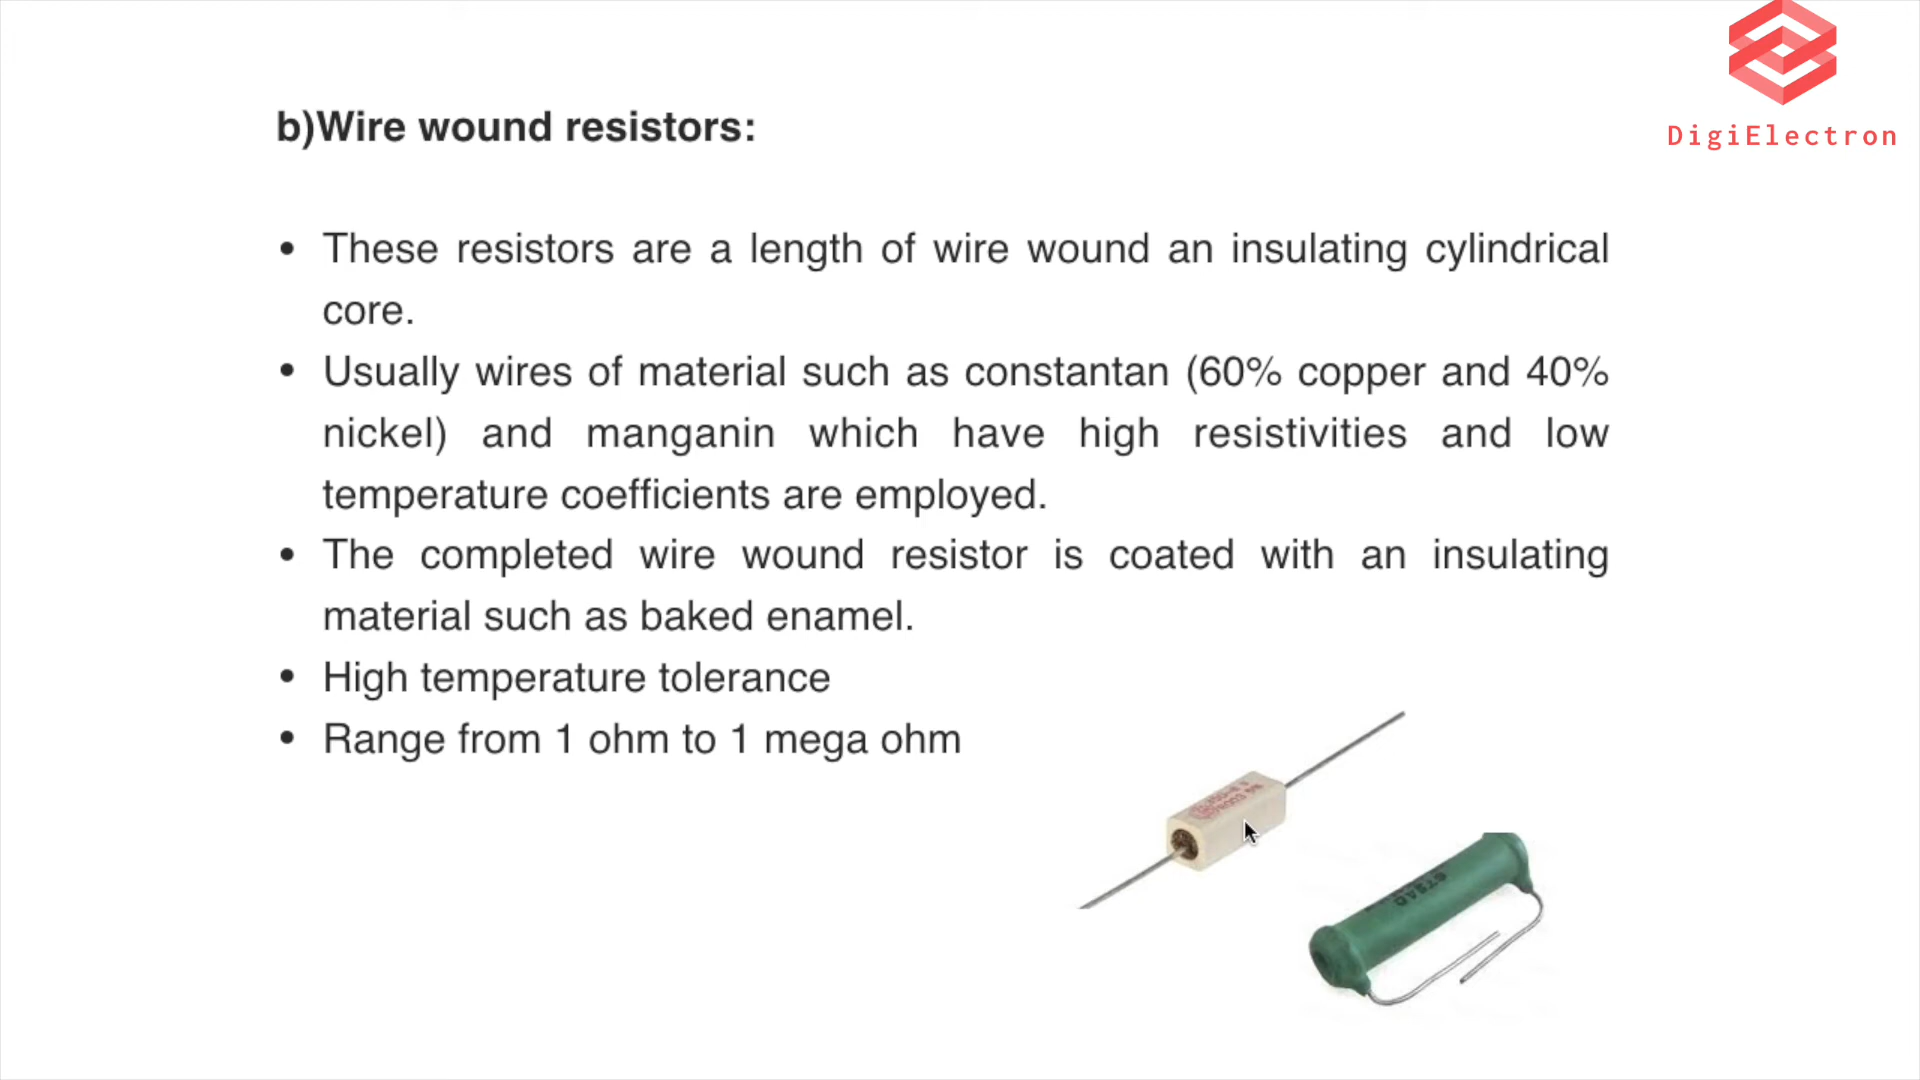 DigiElectron
b)Wire wound resistors:
• These resistors are a length of wire wound an insulating cylindrical
core.
• Usually wires of material such as constantan (60% copper and 40%
nickel) and manganin which have high resistivities and low
temperature coefficients are employed.
• The completed wire wound resistor is coated with an insulating
material such as baked enamel.
• High temperature tolerance
• Range from 1 ohm to 1 mega ohm